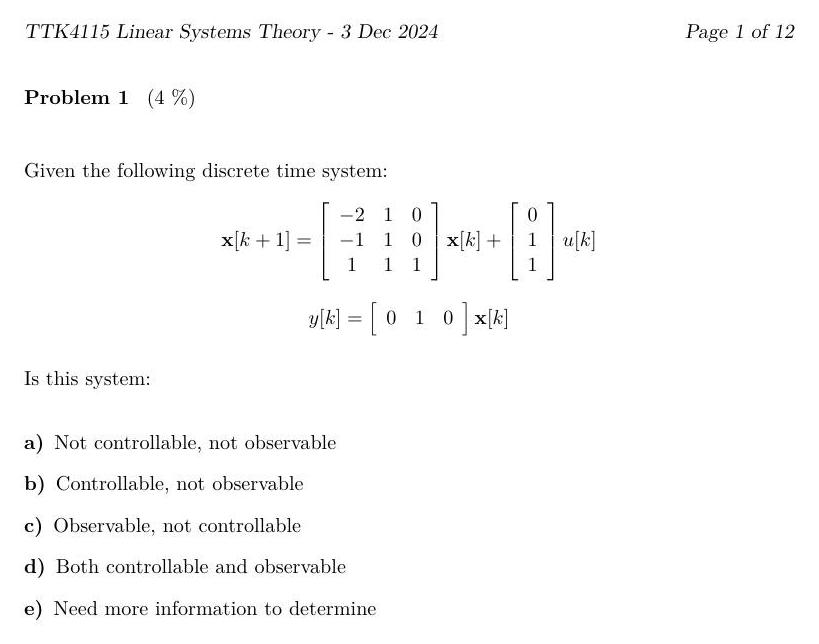 TTK4115 Linear Systems Theory - 3 Dec 2024 Page 1 of 12
Problem 1 (4 %)
Given the following discrete time system:
x[k + 1] = [ −2 1 0 ; −1 1 0 ; 1 1 1 ] x[k] + [ 0 ; 1 ; 1 ] u[k]
y[k] = [ 0 1 0 ] x[k]
Is this system:
a) Not controllable, not observable
b) Controllable, not observable
c) Observable, not controllable
d) Both controllable and observable
e) Need more information to determine